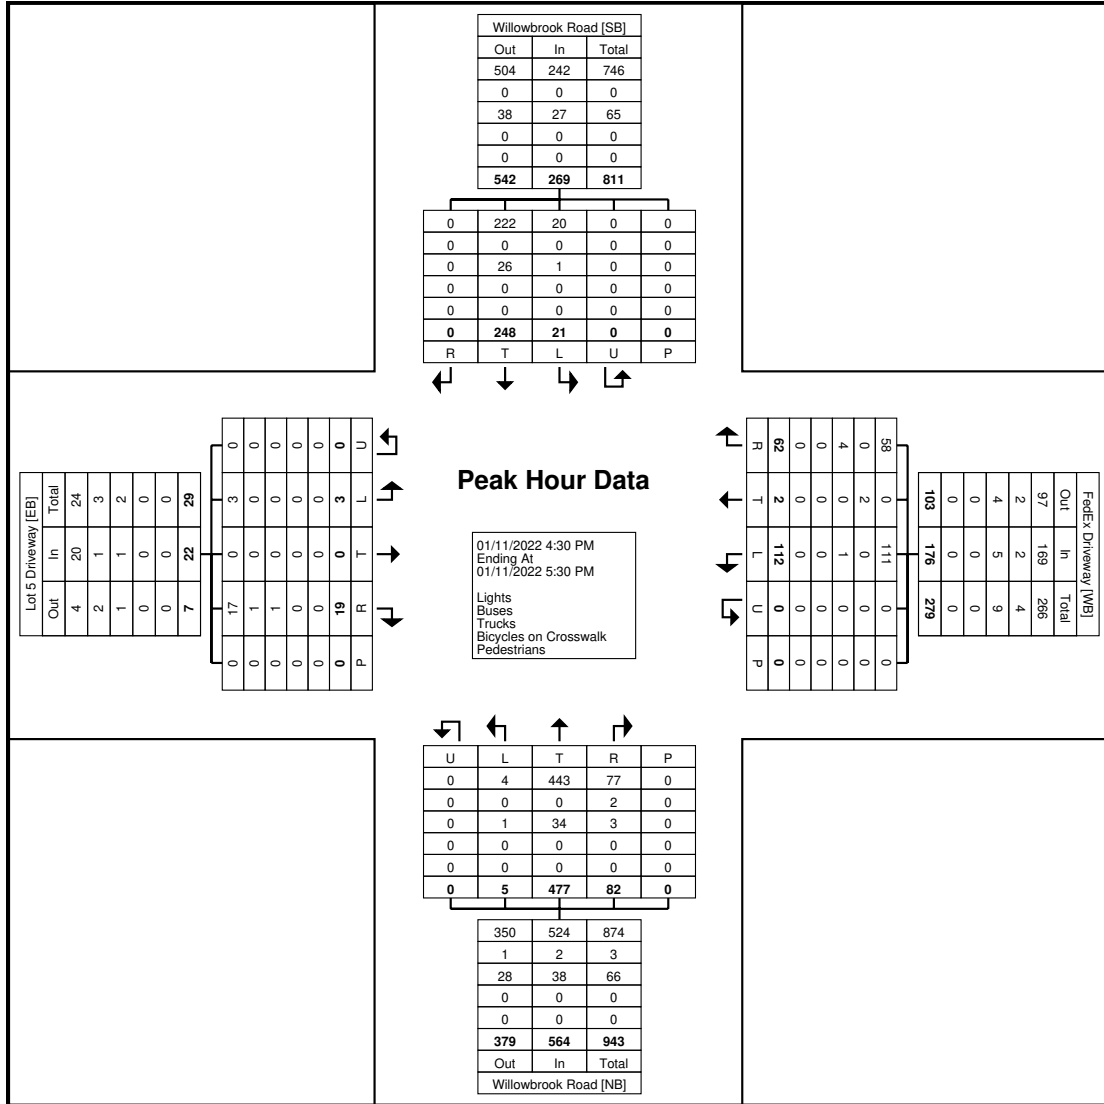 Willowbrook Road [SB]
Out In Total
504 242 746
0 0 0
38 27 65
0 0 0
0 0 0
542 269 811
0 222 20 0 0
0 0 0 0 0
0 26 1 0 0
0 0 0 0 0
0 0 0 0 0
0 248 21 0 0
R T L U P
Lot 5 Driveway [EB]
Total In Out
24 20 4
3 1 2
2 1 1
0 0 0
0 0 0
29 22 7
0 3 0 17 0
0 0 0 1 0
0 0 0 1 0
0 0 0 0 0
0 0 0 0 0
0 3 0 19 0
U L T R P
Peak Hour Data
01/11/2022 4:30 PM
Ending At
01/11/2022 5:30 PM
Lights
Buses
Trucks
Bicycles on Crosswalk
Pedestrians
R T L U P
62 2 112 0 0
0 0 0 0 0
0 0 0 0 0
4 0 1 0 0
0 2 0 0 0
58 0 111 0 0
FedEx Driveway [WB]
Out In Total
97 169 266
2 2 4
4 5 9
0 0 0
0 0 0
103 176 279
U L T R P
0 4 443 77 0
0 0 0 2 0
0 1 34 3 0
0 0 0 0 0
0 0 0 0 0
0 5 477 82 0
350 524 874
1 2 3
28 38 66
0 0 0
0 0 0
379 564 943
Out In Total
Willowbrook Road [NB]